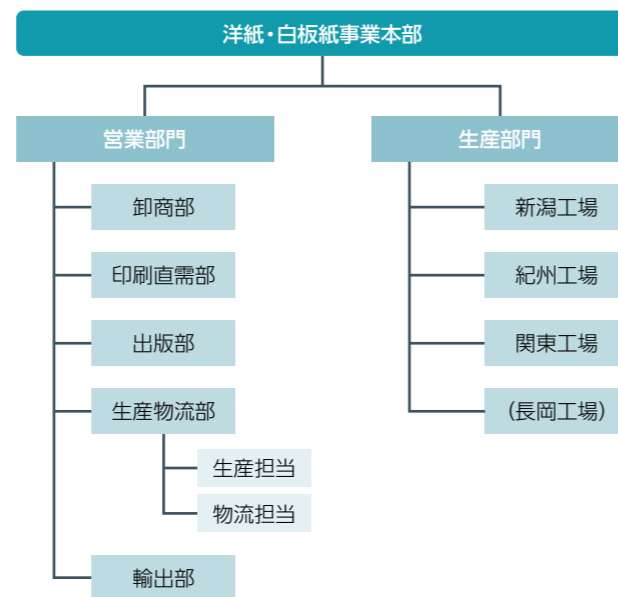 洋紙・白板紙事業本部
営業部門
卸商部
印刷直需部
出版部
生産物流部
生産担当
物流担当
輸出部
生産部門
新潟工場
紀州工場
関東工場
(長岡工場)